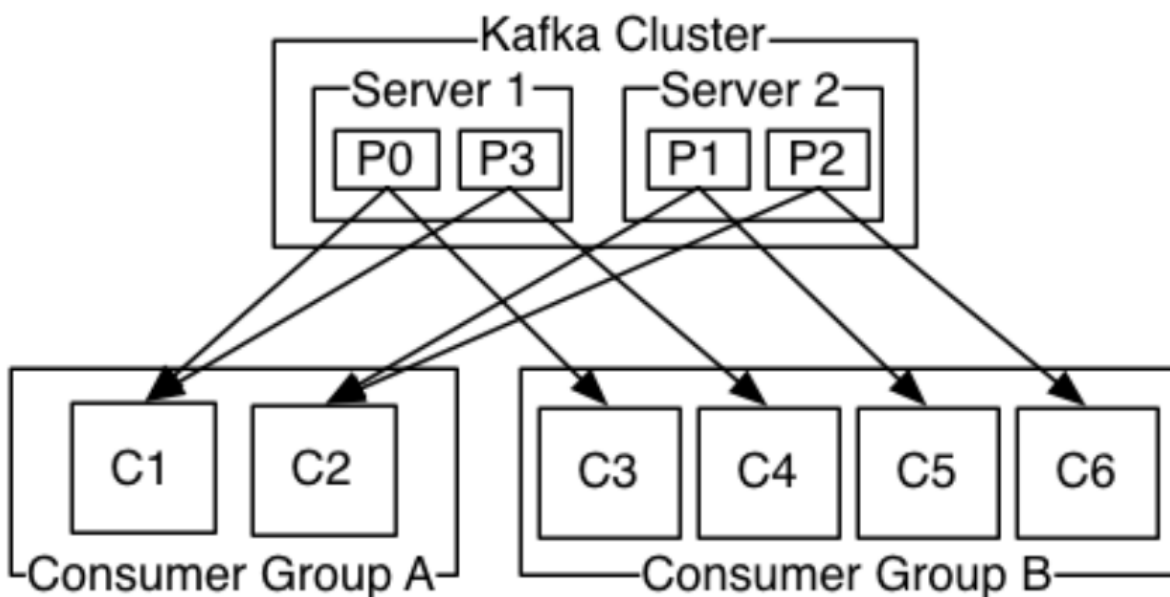 Kafka Cluster
Server 1 Server 2
P0 P3 P1 P2
C1 C2 C3 C4 C5 C6
Consumer Group A Consumer Group B